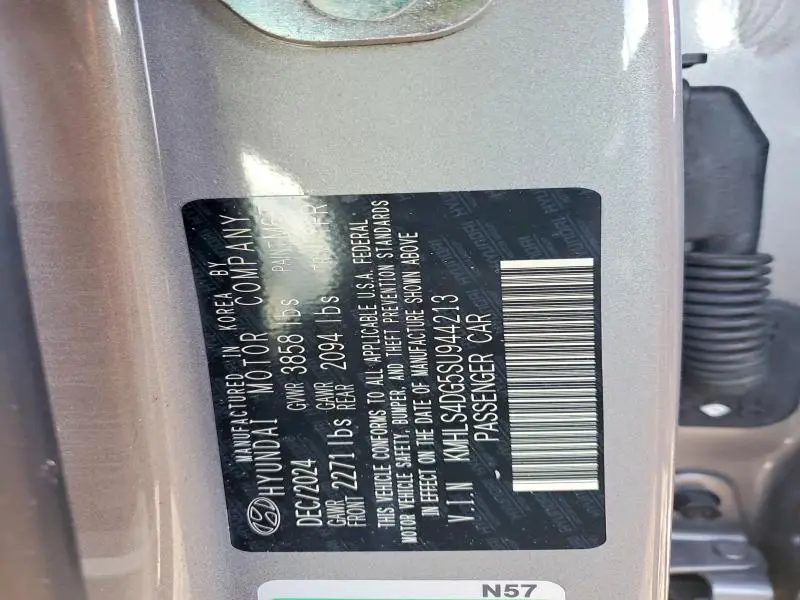 MANUFACTURED IN KOREA BY
HYUNDAI MOTOR COMPANY
DEC/2024 GVWR 3858 lbs PAINT
GAWR FRONT 2271 lbs GAWR REAR 2094 lbs
THIS VEHICLE CONFORMS TO ALL APPLICABLE U.S.A. FEDERAL
MOTOR VEHICLE SAFETY, BUMPER, AND THEFT PREVENTION STANDARDS
IN EFFECT ON THE DATE OF MANUFACTURE SHOWN ABOVE
V.I.N KMHLS4DG5SU944213
PASSENGER CAR
N57